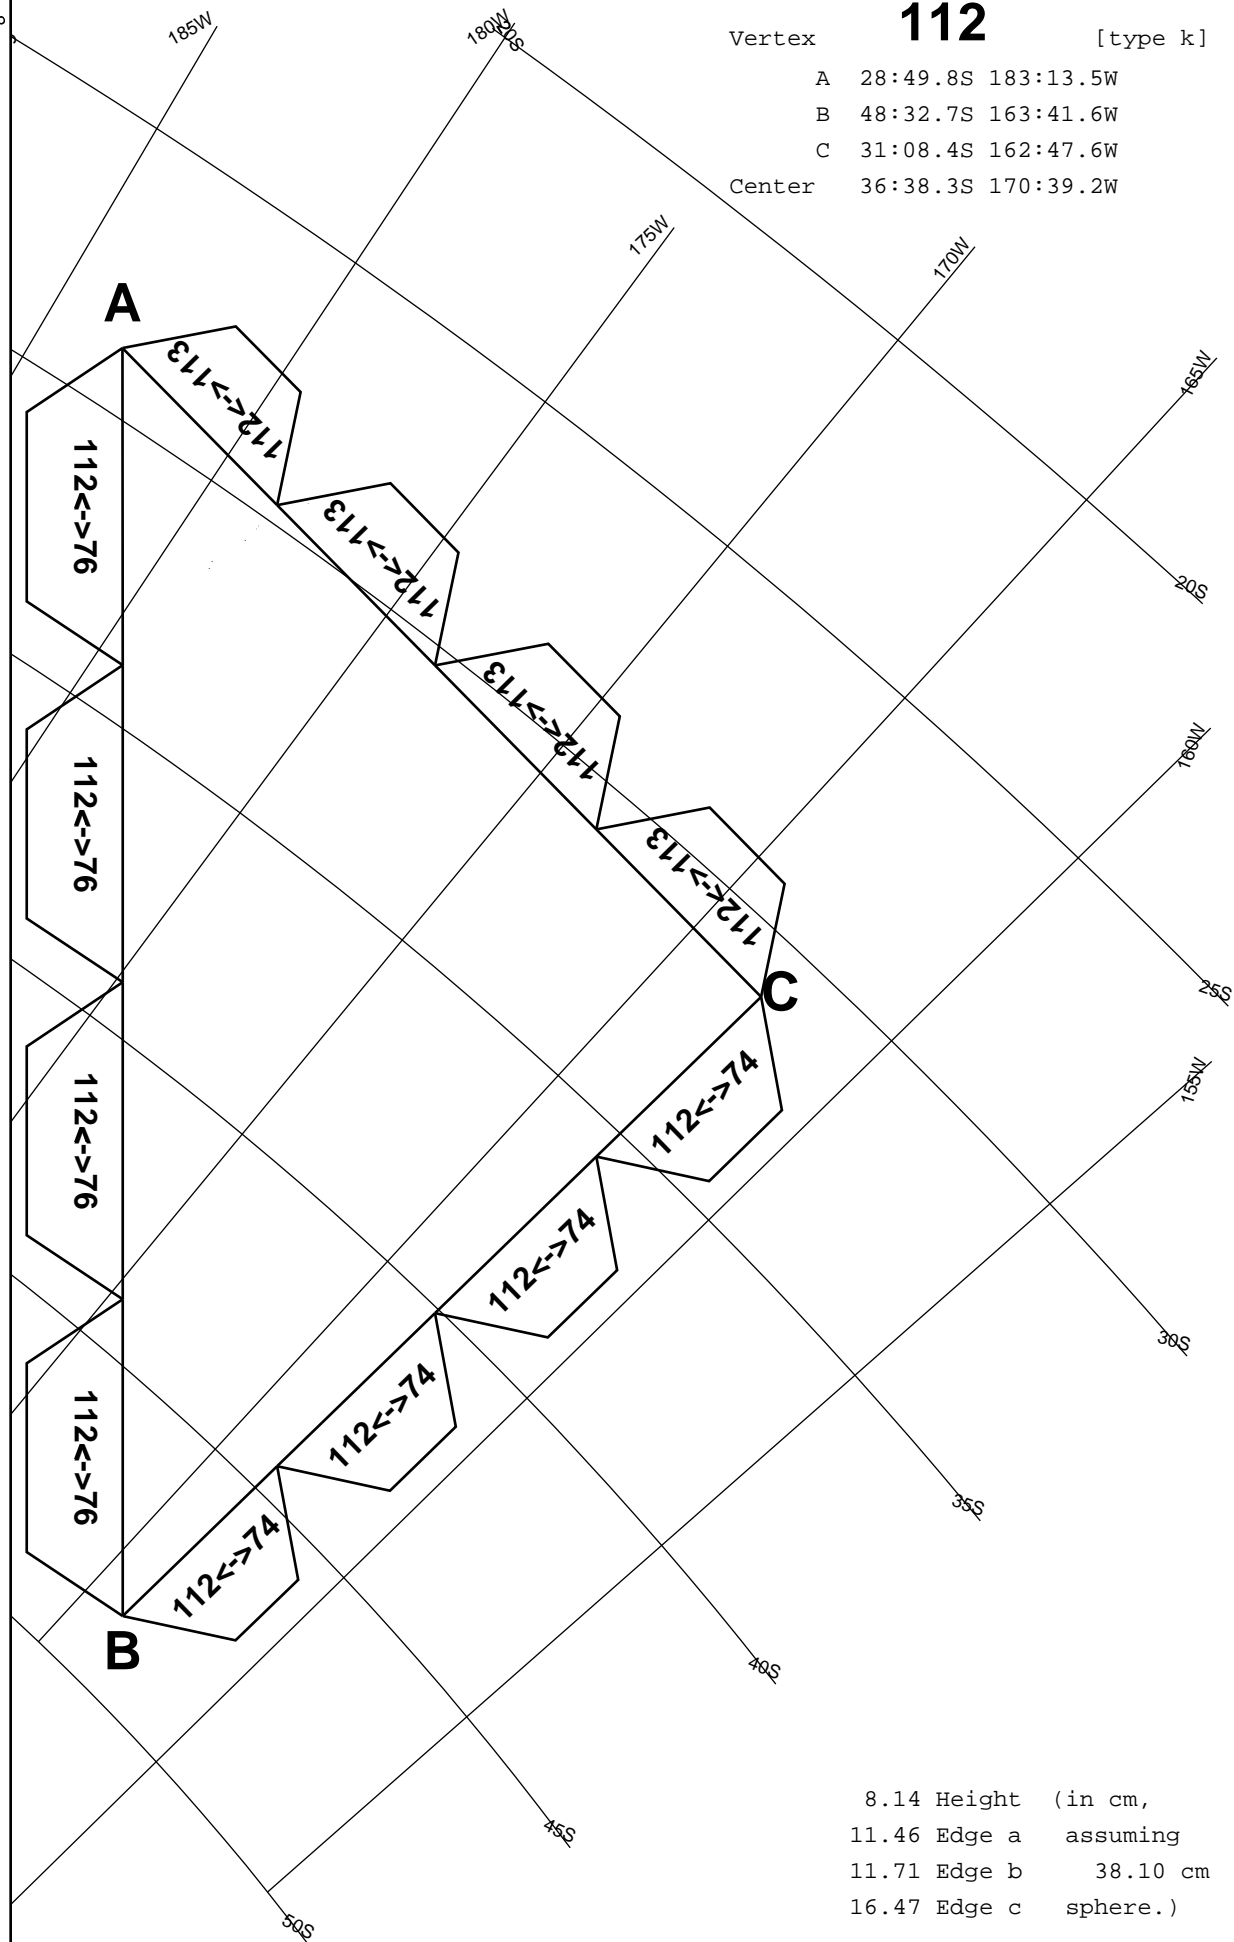 185W
180W
20S
Vertex 112 [type k]
A 28:49.8S 183:13.5W
B 48:32.7S 163:41.6W
C 31:08.4S 162:47.6W
Center 36:38.3S 170:39.2W
175W
170W
165W
A
112<->113
112<->113
112<->113
112<->113
112<->76
112<->76
112<->76
112<->76
20S
160W
C
25S
155W
112<->74
112<->74
112<->74
112<->74
30S
35S
B
40S
45S
50S
8.14 Height (in cm,
11.46 Edge a assuming
11.71 Edge b 38.10 cm
16.47 Edge c sphere.)